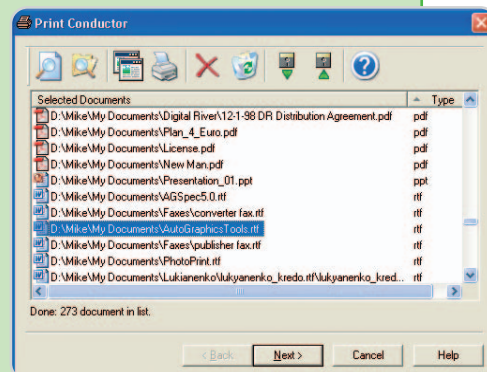 Print Conductor
Selected Documents Type
D:\Mike\My Documents\Digital River\12-1-98 DR Distribution Agreement.pdf pdf
D:\Mike\My Documents\Plan_4_Euro.pdf pdf
D:\Mike\My Documents\License.pdf pdf
D:\Mike\My Documents\New Man.pdf pdf
D:\Mike\My Documents\Presentation_01.ppt ppt
D:\Mike\My Documents\AGSpec5.0.rtf rtf
D:\Mike\My Documents\Faxes\converter fax.rtf rtf
D:\Mike\My Documents\AutoGraphicsTools.rtf rtf
D:\Mike\My Documents\Faxes\publisher fax.rtf rtf
D:\Mike\My Documents\PhotoPrint.rtf rtf
D:\Mike\My Documents\Lukianenko\lukyanenko_kredo.rtf\lukyanenko_kred... rtf
Done: 273 document in list.
< Back Next > Cancel Help